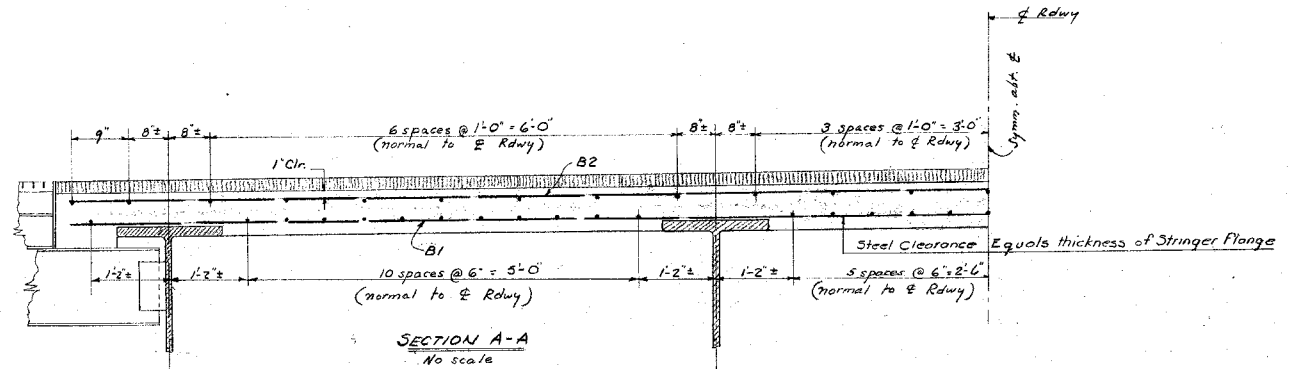 ℄ Rdwy
Symm. abt. ℄
9"
8"±
8"±
6 spaces @ 1'-0" = 6'-0"
(normal to ℄ Rdwy)
8"±
8"±
3 spaces @ 1'-0" = 3'-0"
(normal to ℄ Rdwy)
1" Clr.
B2
B1
Steel Clearance Equals thickness of Stringer Flange
1'-2"±
1'-2"±
10 spaces @ 6" = 5'-0"
(normal to ℄ Rdwy)
1'-2"±
1'-2"±
5 spaces @ 6" = 2'-6"
(normal to ℄ Rdwy)
SECTION A-A
No scale